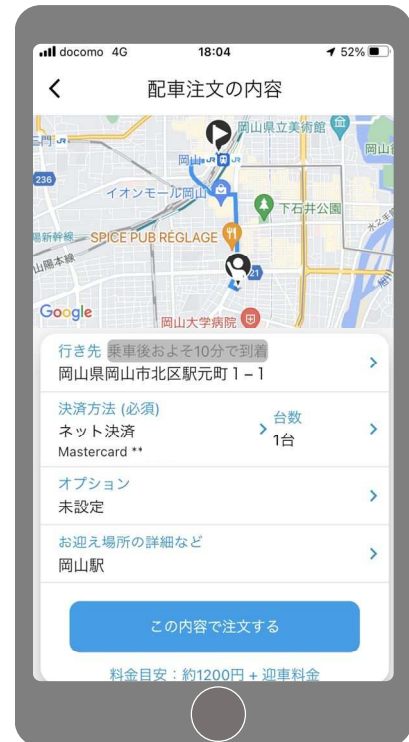 docomo 4G 18:04 52%
配車注文の内容
岡山県立美術館
三門 JR
岡山 JR JR
岡山
236
イオンモール岡山
下石井公園
SPICE PUB RÉGLAGE
山陽本線
21
Google
岡山大学病院
行き先 乗車後およそ10分で到着
岡山県岡山市北区駅元町1-1
決済方法 (必須)
台数
ネット決済
1台
Mastercard **
オプション
未設定
お迎え場所の詳細など
岡山駅
この内容で注文する
料金目安:約1200円 + 迎車料金